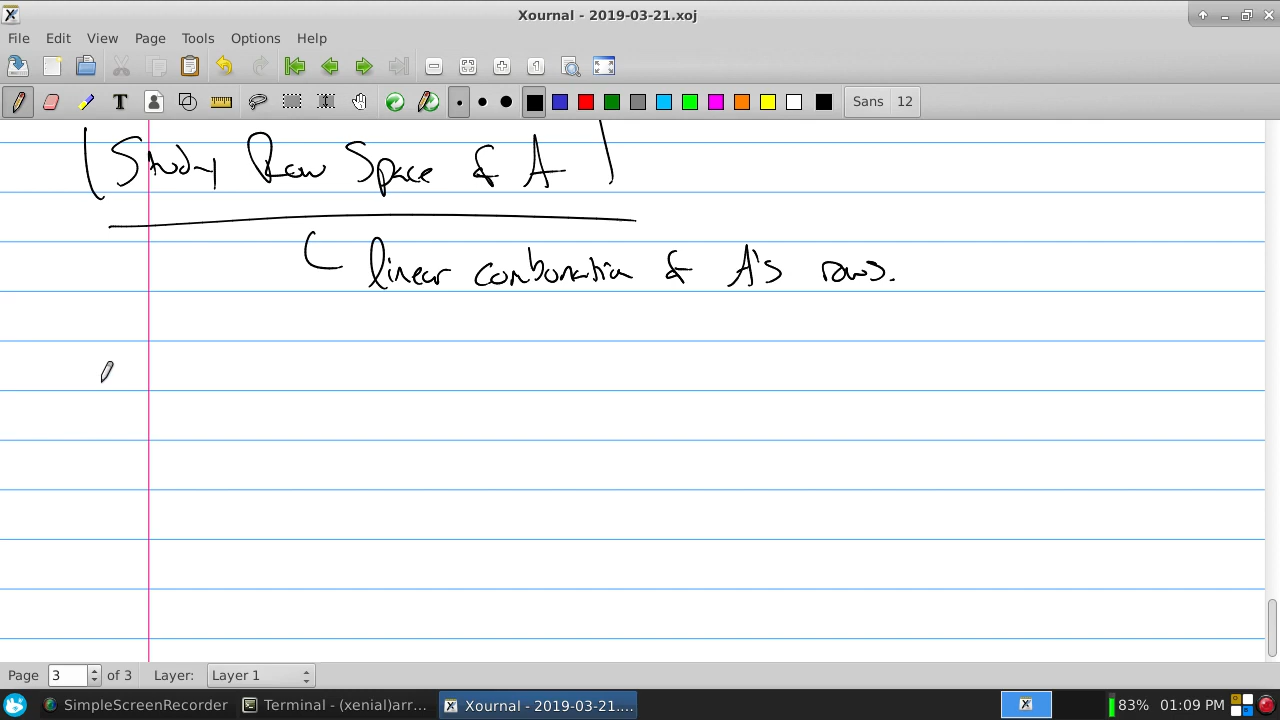 Xournal - 2019-03-21.xoj
File Edit View Page Tools Options Help
Sans 12
(Study Row Space of A)
linear combonation of A's rows.
Page 3 of 3 Layer: Layer 1
SimpleScreenRecorder Terminal - (xenial)arr... Xournal - 2019-03-21.... 83% 01:09 PM